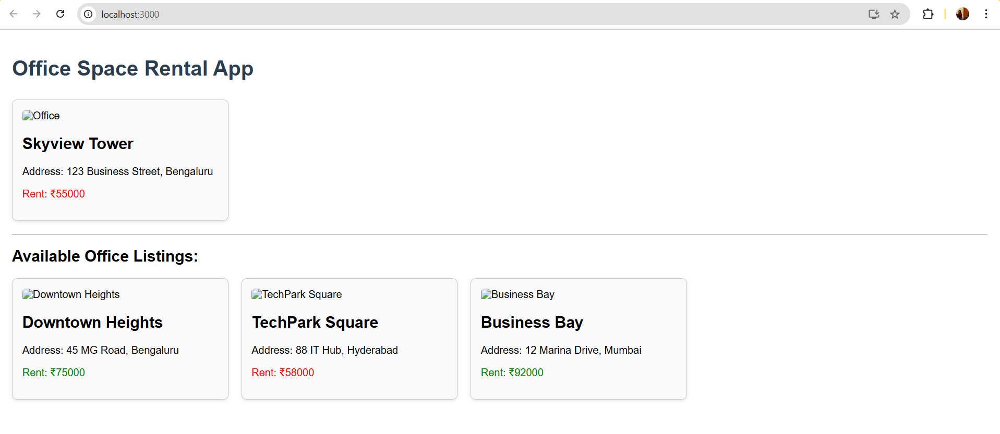 localhost:3000
Office Space Rental App
Office
Skyview Tower
Address: 123 Business Street, Bengaluru
Rent: ₹55000
Available Office Listings:
Downtown Heights
Downtown Heights
Address: 45 MG Road, Bengaluru
Rent: ₹75000
TechPark Square
TechPark Square
Address: 88 IT Hub, Hyderabad
Rent: ₹58000
Business Bay
Business Bay
Address: 12 Marina Drive, Mumbai
Rent: ₹92000